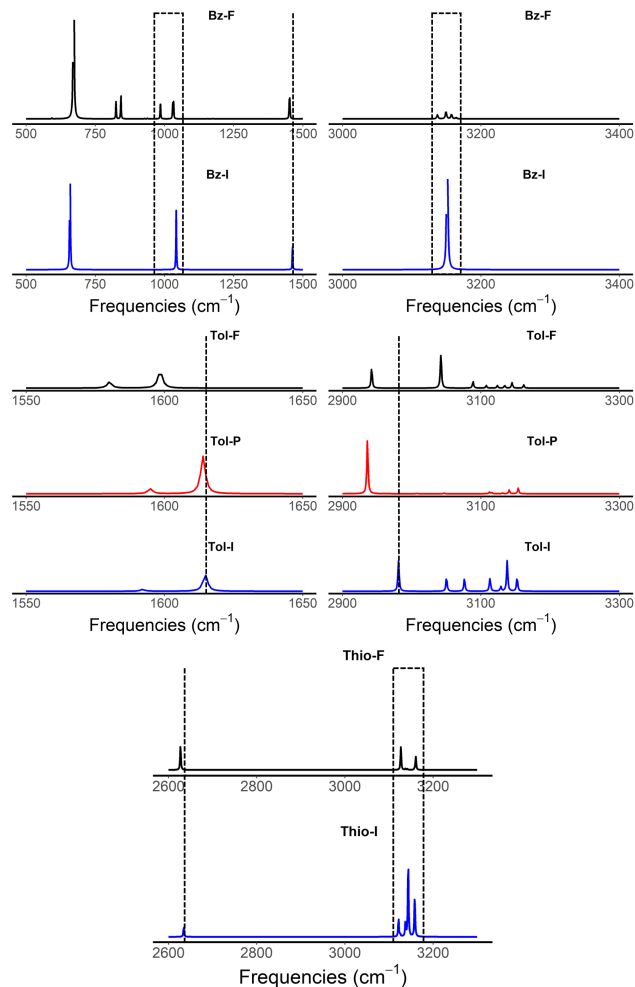 Bz-F
Bz-F
500 750 1000 1250 1500
3000 3200 3400
Bz-I
Bz-I
500 750 1000 1250 1500
3000 3200 3400
Frequencies (cm−1)
Frequencies (cm−1)
Tol-F
Tol-F
1550 1600 1650
2900 3100 3300
Tol-P
Tol-P
1550 1600 1650
2900 3100 3300
Tol-I
Tol-I
1550 1600 1650
2900 3100 3300
Frequencies (cm−1)
Frequencies (cm−1)
Thio-F
2600 2800 3000 3200
Thio-I
2600 2800 3000 3200
Frequencies (cm−1)